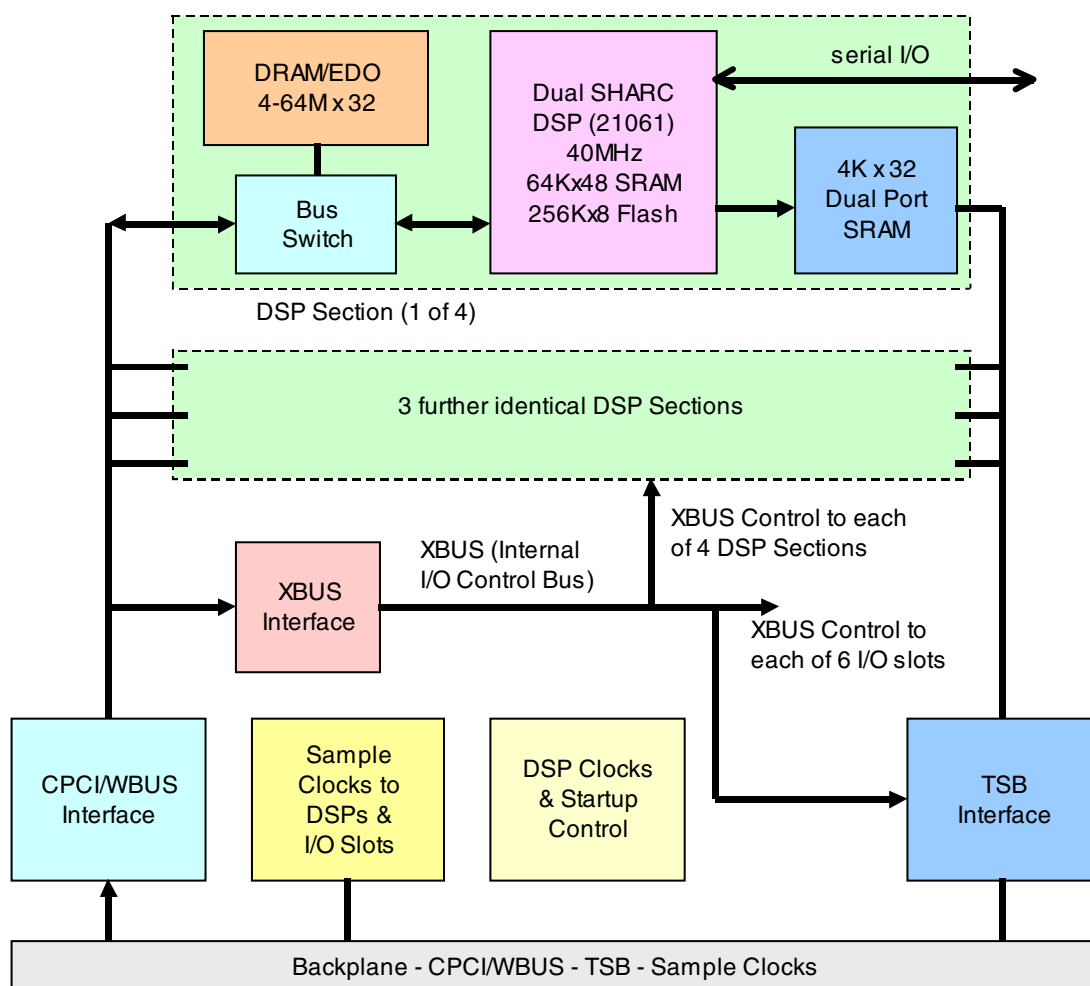 serial I/O
DRAM/EDO
4-64M x 32
Dual SHARC
DSP (21061)
40MHz
64Kx48 SRAM
256Kx8 Flash
4K x 32
Dual Port
SRAM
Bus
Switch
DSP Section (1 of 4)
3 further identical DSP Sections
XBUS Control to each
of 4 DSP Sections
XBUS (Internal
I/O Control Bus)
XBUS
Interface
XBUS Control to
each of 6 I/O slots
CPCI/WBUS
Interface
Sample
Clocks to
DSPs &
I/O Slots
DSP Clocks
& Startup
Control
TSB
Interface
Backplane - CPCI/WBUS - TSB - Sample Clocks